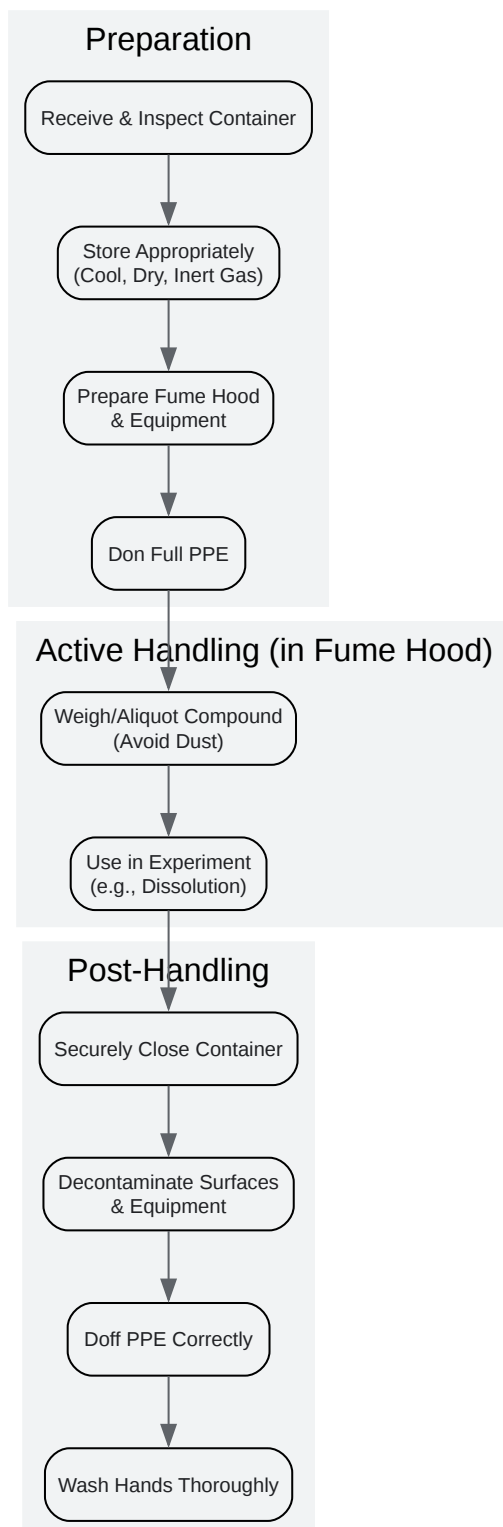 Preparation
Receive & Inspect Container
Store Appropriately
(Cool, Dry, Inert Gas)
Prepare Fume Hood
& Equipment
Don Full PPE
Active Handling (in Fume Hood)
Weigh/Aliquot Compound
(Avoid Dust)
Use in Experiment
(e.g., Dissolution)
Post-Handling
Securely Close Container
Decontaminate Surfaces
& Equipment
Doff PPE Correctly
Wash Hands Thoroughly